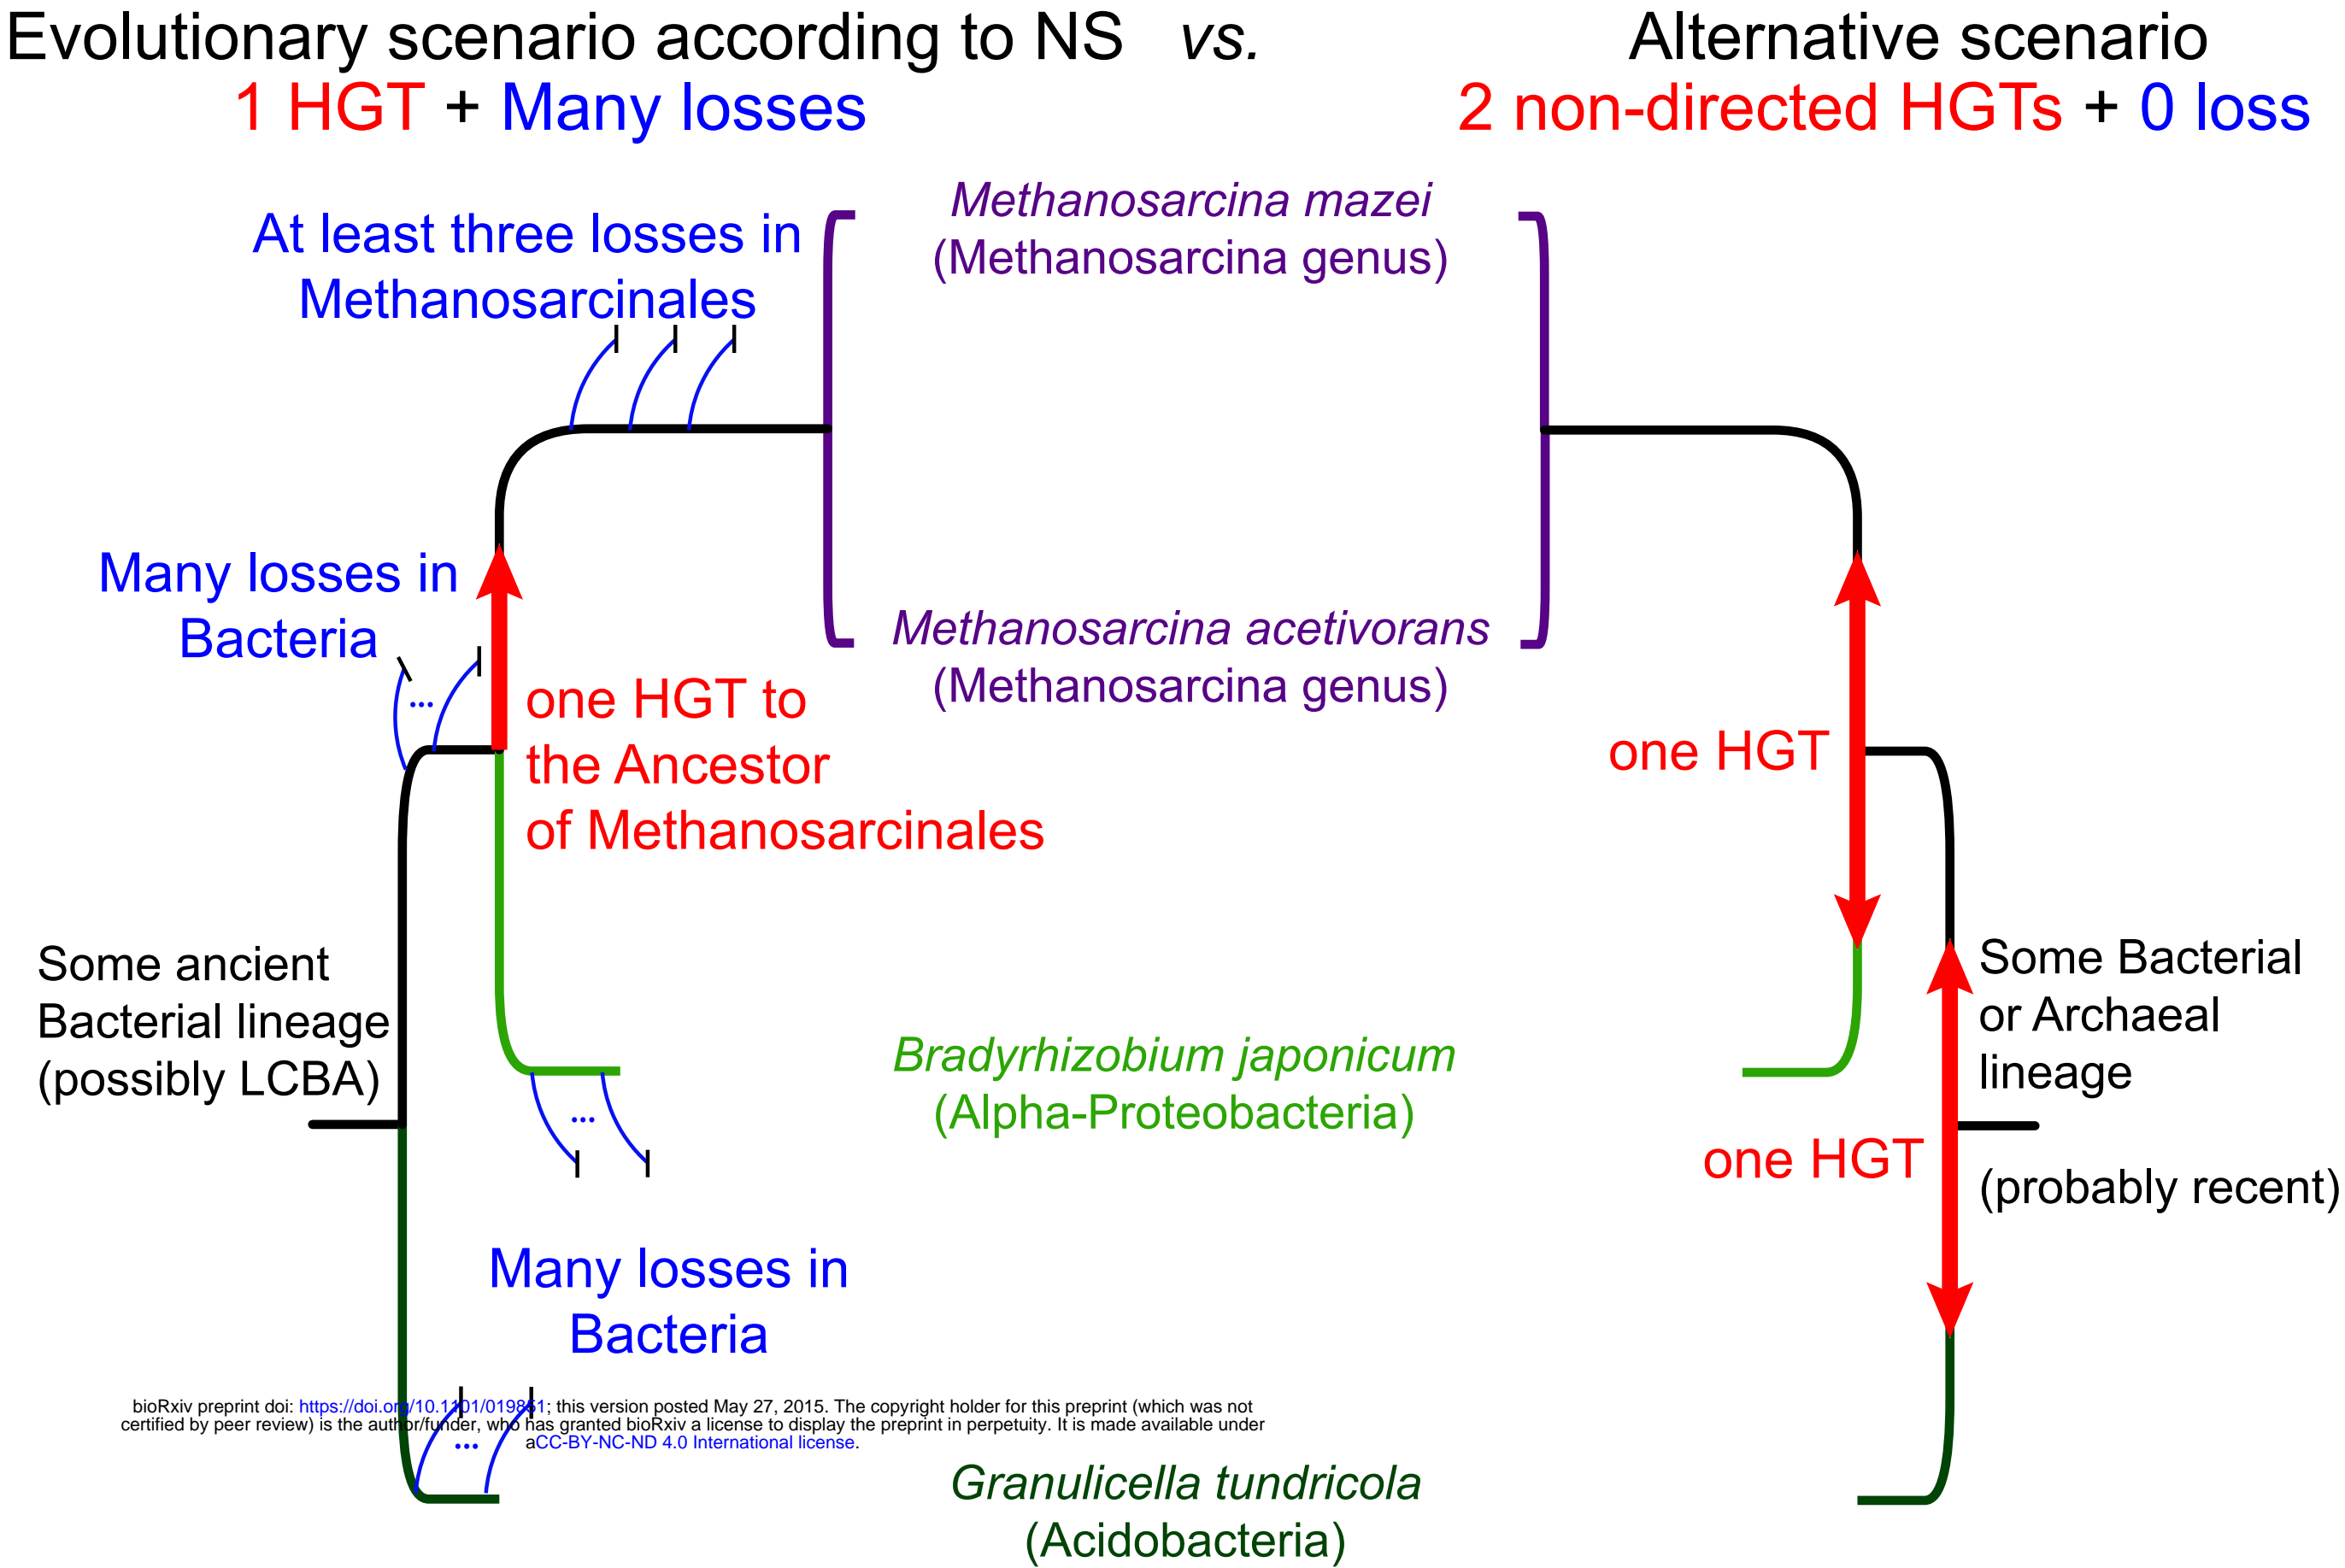 Evolutionary scenario according to NS vs.
1 HGT + Many losses
Alternative scenario
2 non-directed HGTs + 0 loss
At least three losses in
Methanosarcinales
Methanosarcina mazei
(Methanosarcina genus)
Many losses in
Bacteria
...
one HGT to
the Ancestor
of Methanosarcinales
Methanosarcina acetivorans
(Methanosarcina genus)
one HGT
Some ancient
Bacterial lineage
(possibly LCBA)
Some Bacterial
or Archaeal
lineage
(probably recent)
Bradyrhizobium japonicum
(Alpha-Proteobacteria)
...
one HGT
Many losses in
Bacteria
bioRxiv preprint doi: https://doi.org/10.1101/019851; this version posted May 27, 2015. The copyright holder for this preprint (which was not
certified by peer review) is the author/funder, who has granted bioRxiv a license to display the preprint in perpetuity. It is made available under
aCC-BY-NC-ND 4.0 International license.
...
Granulicella tundricola
(Acidobacteria)